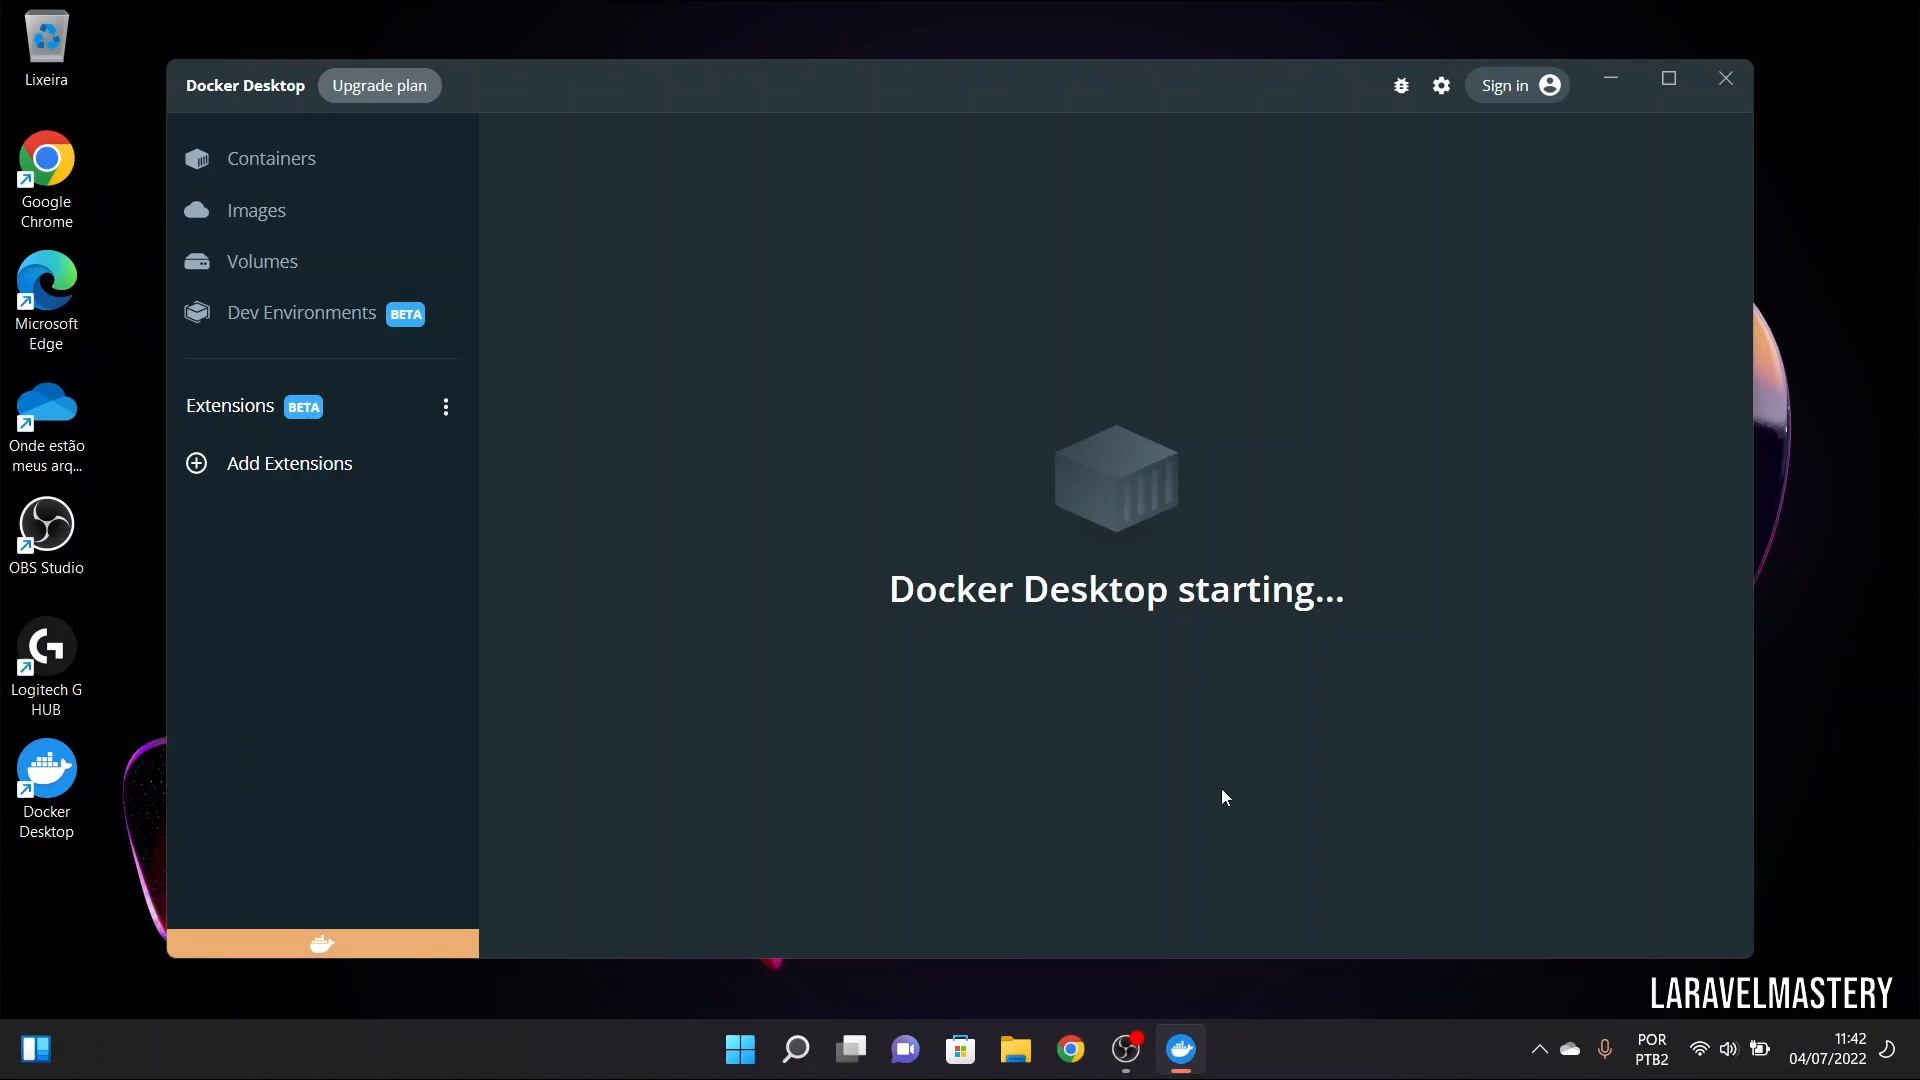 Lixeira
Google
Chrome
Microsoft
Edge
Onde estão
meus arq...
OBS Studio
Logitech G
HUB
Docker
Desktop
Docker Desktop
Upgrade plan
Sign in
Containers
Images
Volumes
Dev Environments BETA
Extensions BETA
Add Extensions
Docker Desktop starting...
LARAVELMASTERY
POR
PTB2
11:42
04/07/2022